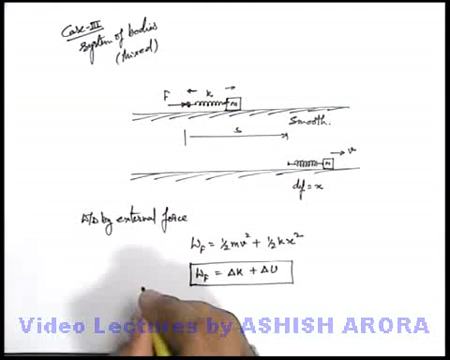 Case-III
System of bodies
(Mixed)
F k m
Smooth.
s
m v
df = x
W/D by external force
W_F = ½mv² + ½kx²
W_F = ΔK + ΔU
Video Lectures by ASHISH ARORA